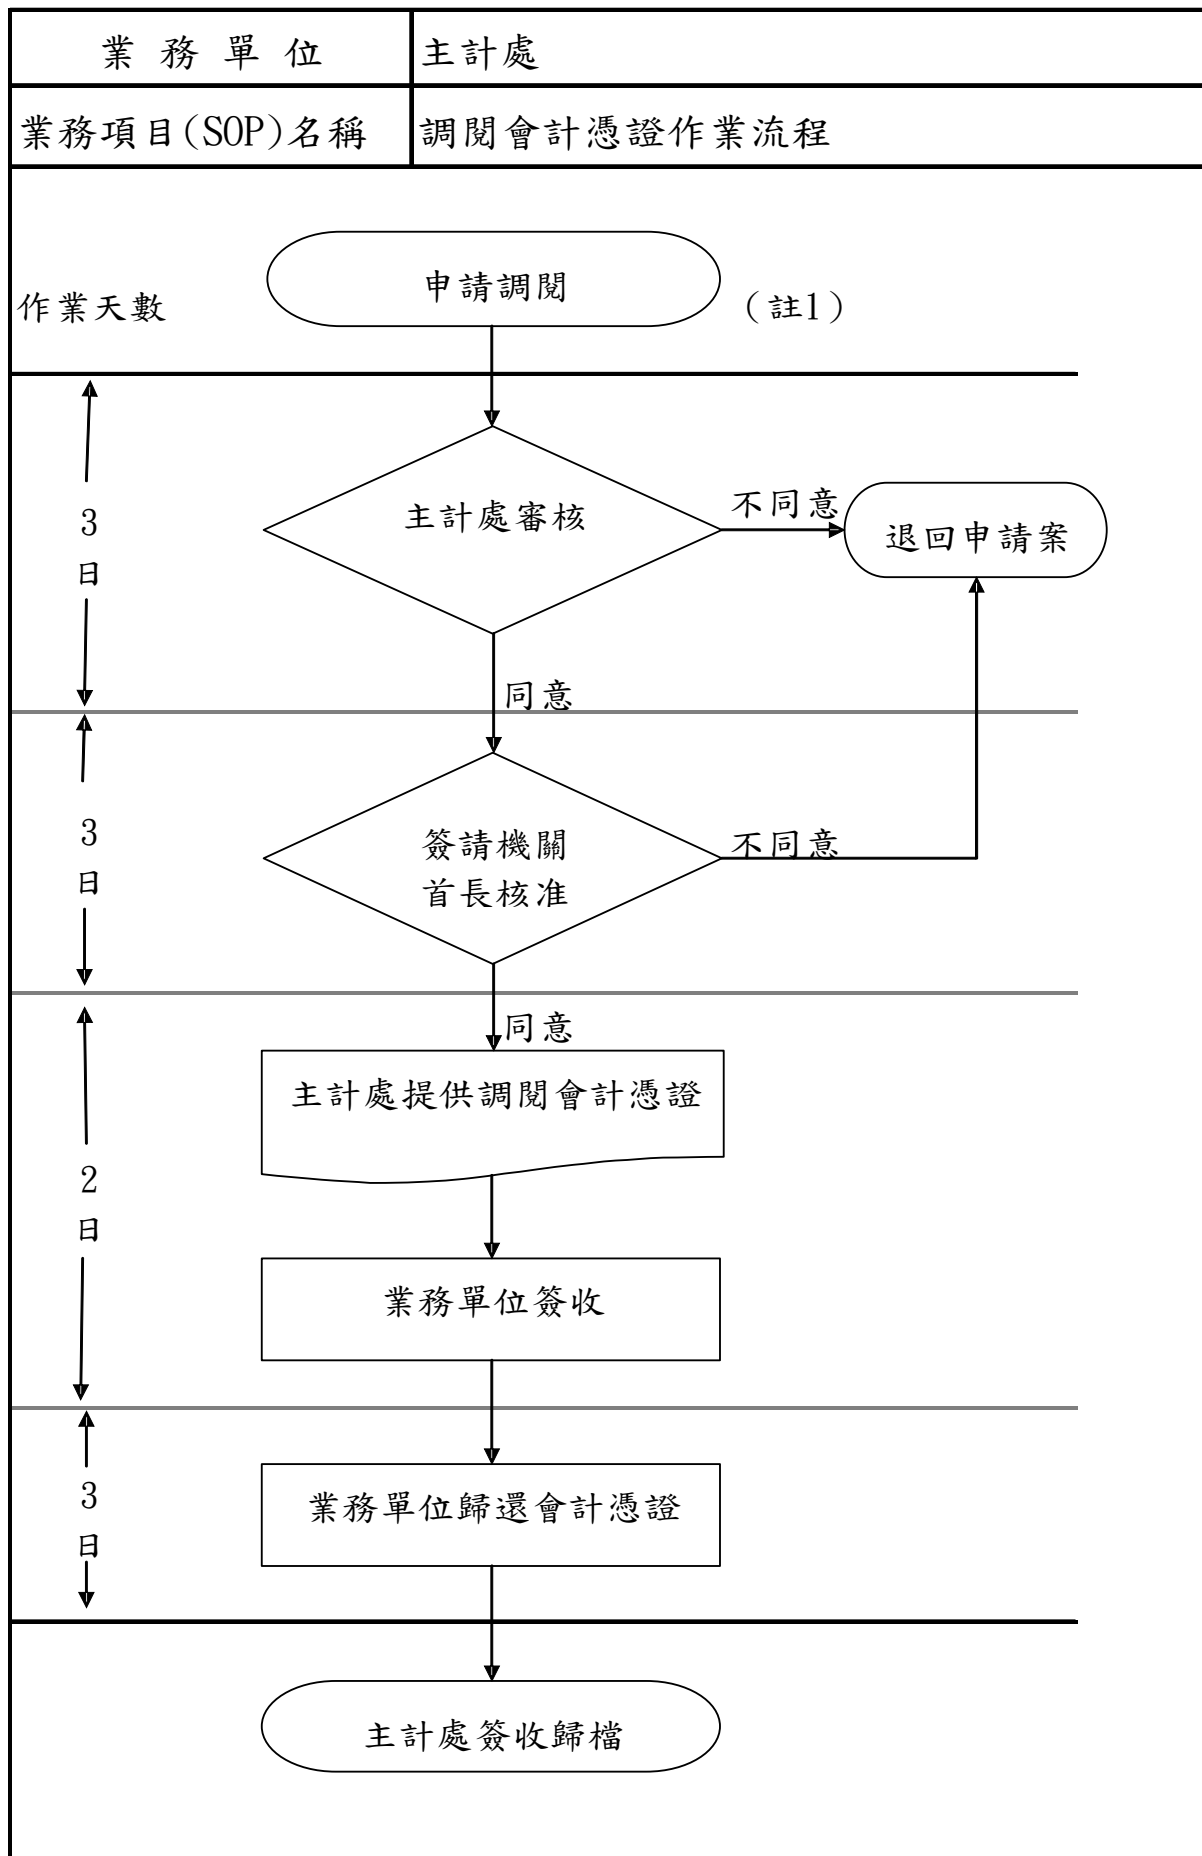 業務單位 主計處
業務項目(SOP)名稱 調閱會計憑證作業流程
申請調閱
作業天數 (註1)
主計處審核
不同意
退回申請案
3
日
同意
簽請機關
首長核准
不同意
3
日
同意
主計處提供調閱會計憑證
2
日
業務單位簽收
業務單位歸還會計憑證
3
日
主計處簽收歸檔